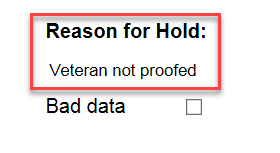 Reason for Hold:
Veteran not proofed
Bad data